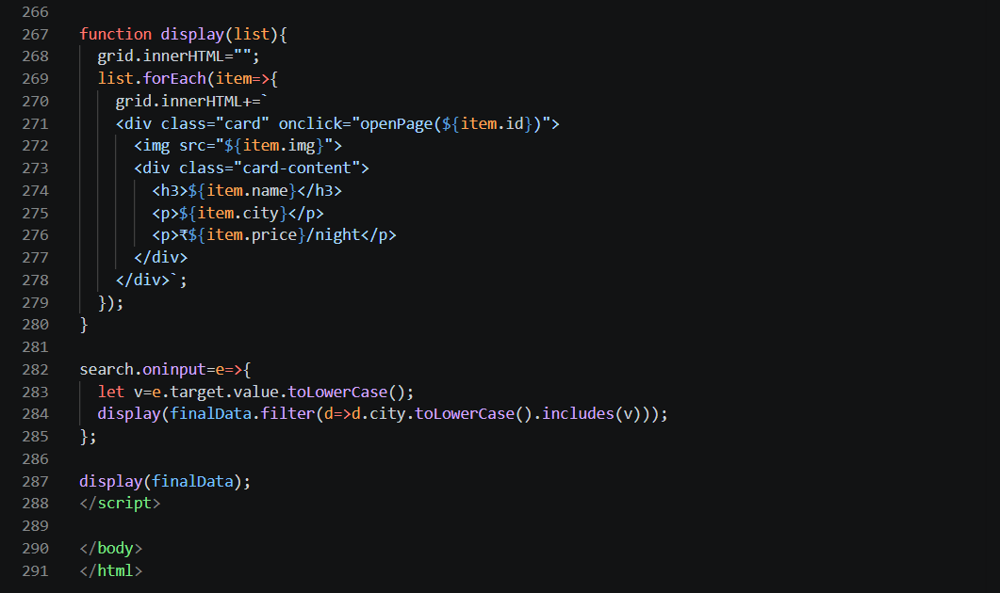 266
267 function display(list){
268 grid.innerHTML="";
269 list.forEach(item=>{
270 grid.innerHTML+=`
271 <div class="card" onclick="openPage(${item.id})">
272 <img src="${item.img}">
273 <div class="card-content">
274 <h3>${item.name}</h3>
275 <p>${item.city}</p>
276 <p>₹${item.price}/night</p>
277 </div>
278 </div>`;
279 });
280 }
281
282 search.oninput=e=>{
283 let v=e.target.value.toLowerCase();
284 display(finalData.filter(d=>d.city.toLowerCase().includes(v)));
285 };
286
287 display(finalData);
288 </script>
289
290 </body>
291 </html>